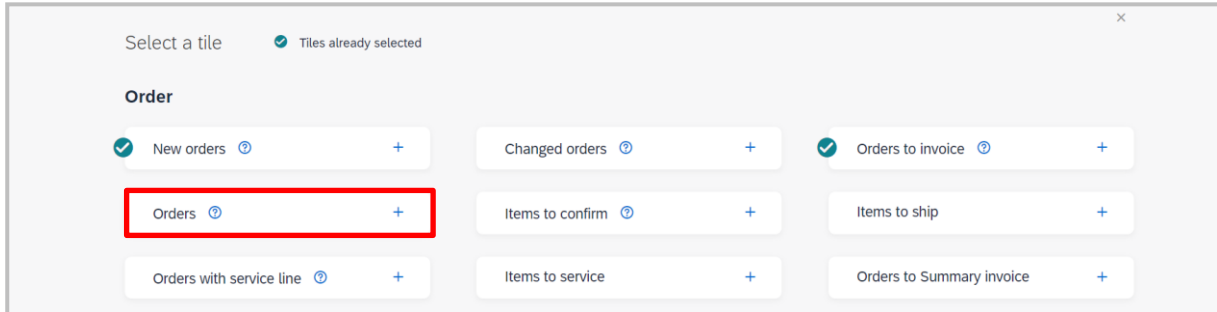 Select a tile Tiles already selected
Order
New orders Changed orders Orders to invoice
Orders Items to confirm Items to ship
Orders with service line Items to service Orders to Summary invoice